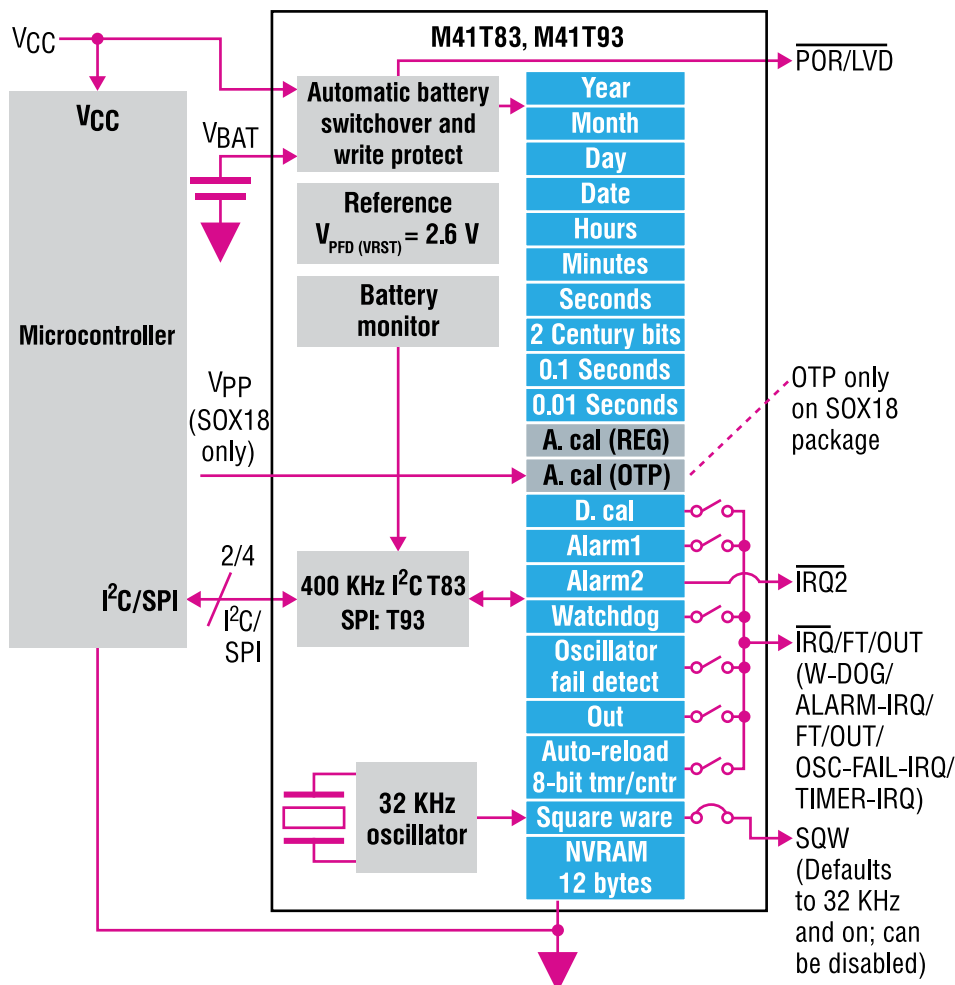 M41T83, M41T93
VCC
POR/LVD
Automatic battery
switchover and
write protect
VCC
VBAT
Reference
VPFD (VRST) = 2.6 V
Battery
monitor
Microcontroller
VPP
(SOX18
only)
I2C/SPI
2/4
I2C/
SPI
400 KHz I2C T83
SPI: T93
32 KHz
oscillator
Year
Month
Day
Date
Hours
Minutes
Seconds
2 Century bits
0.1 Seconds
0.01 Seconds
A. cal (REG)
A. cal (OTP)
D. cal
Alarm1
Alarm2
Watchdog
Oscillator
fail detect
Out
Auto-reload
8-bit tmr/cntr
Square ware
NVRAM
12 bytes
OTP only
on SOX18
package
IRQ2
IRQ/FT/OUT
(W-DOG/
ALARM-IRQ/
FT/OUT/
OSC-FAIL-IRQ/
TIMER-IRQ)
SQW
(Defaults
to 32 KHz
and on; can
be disabled)